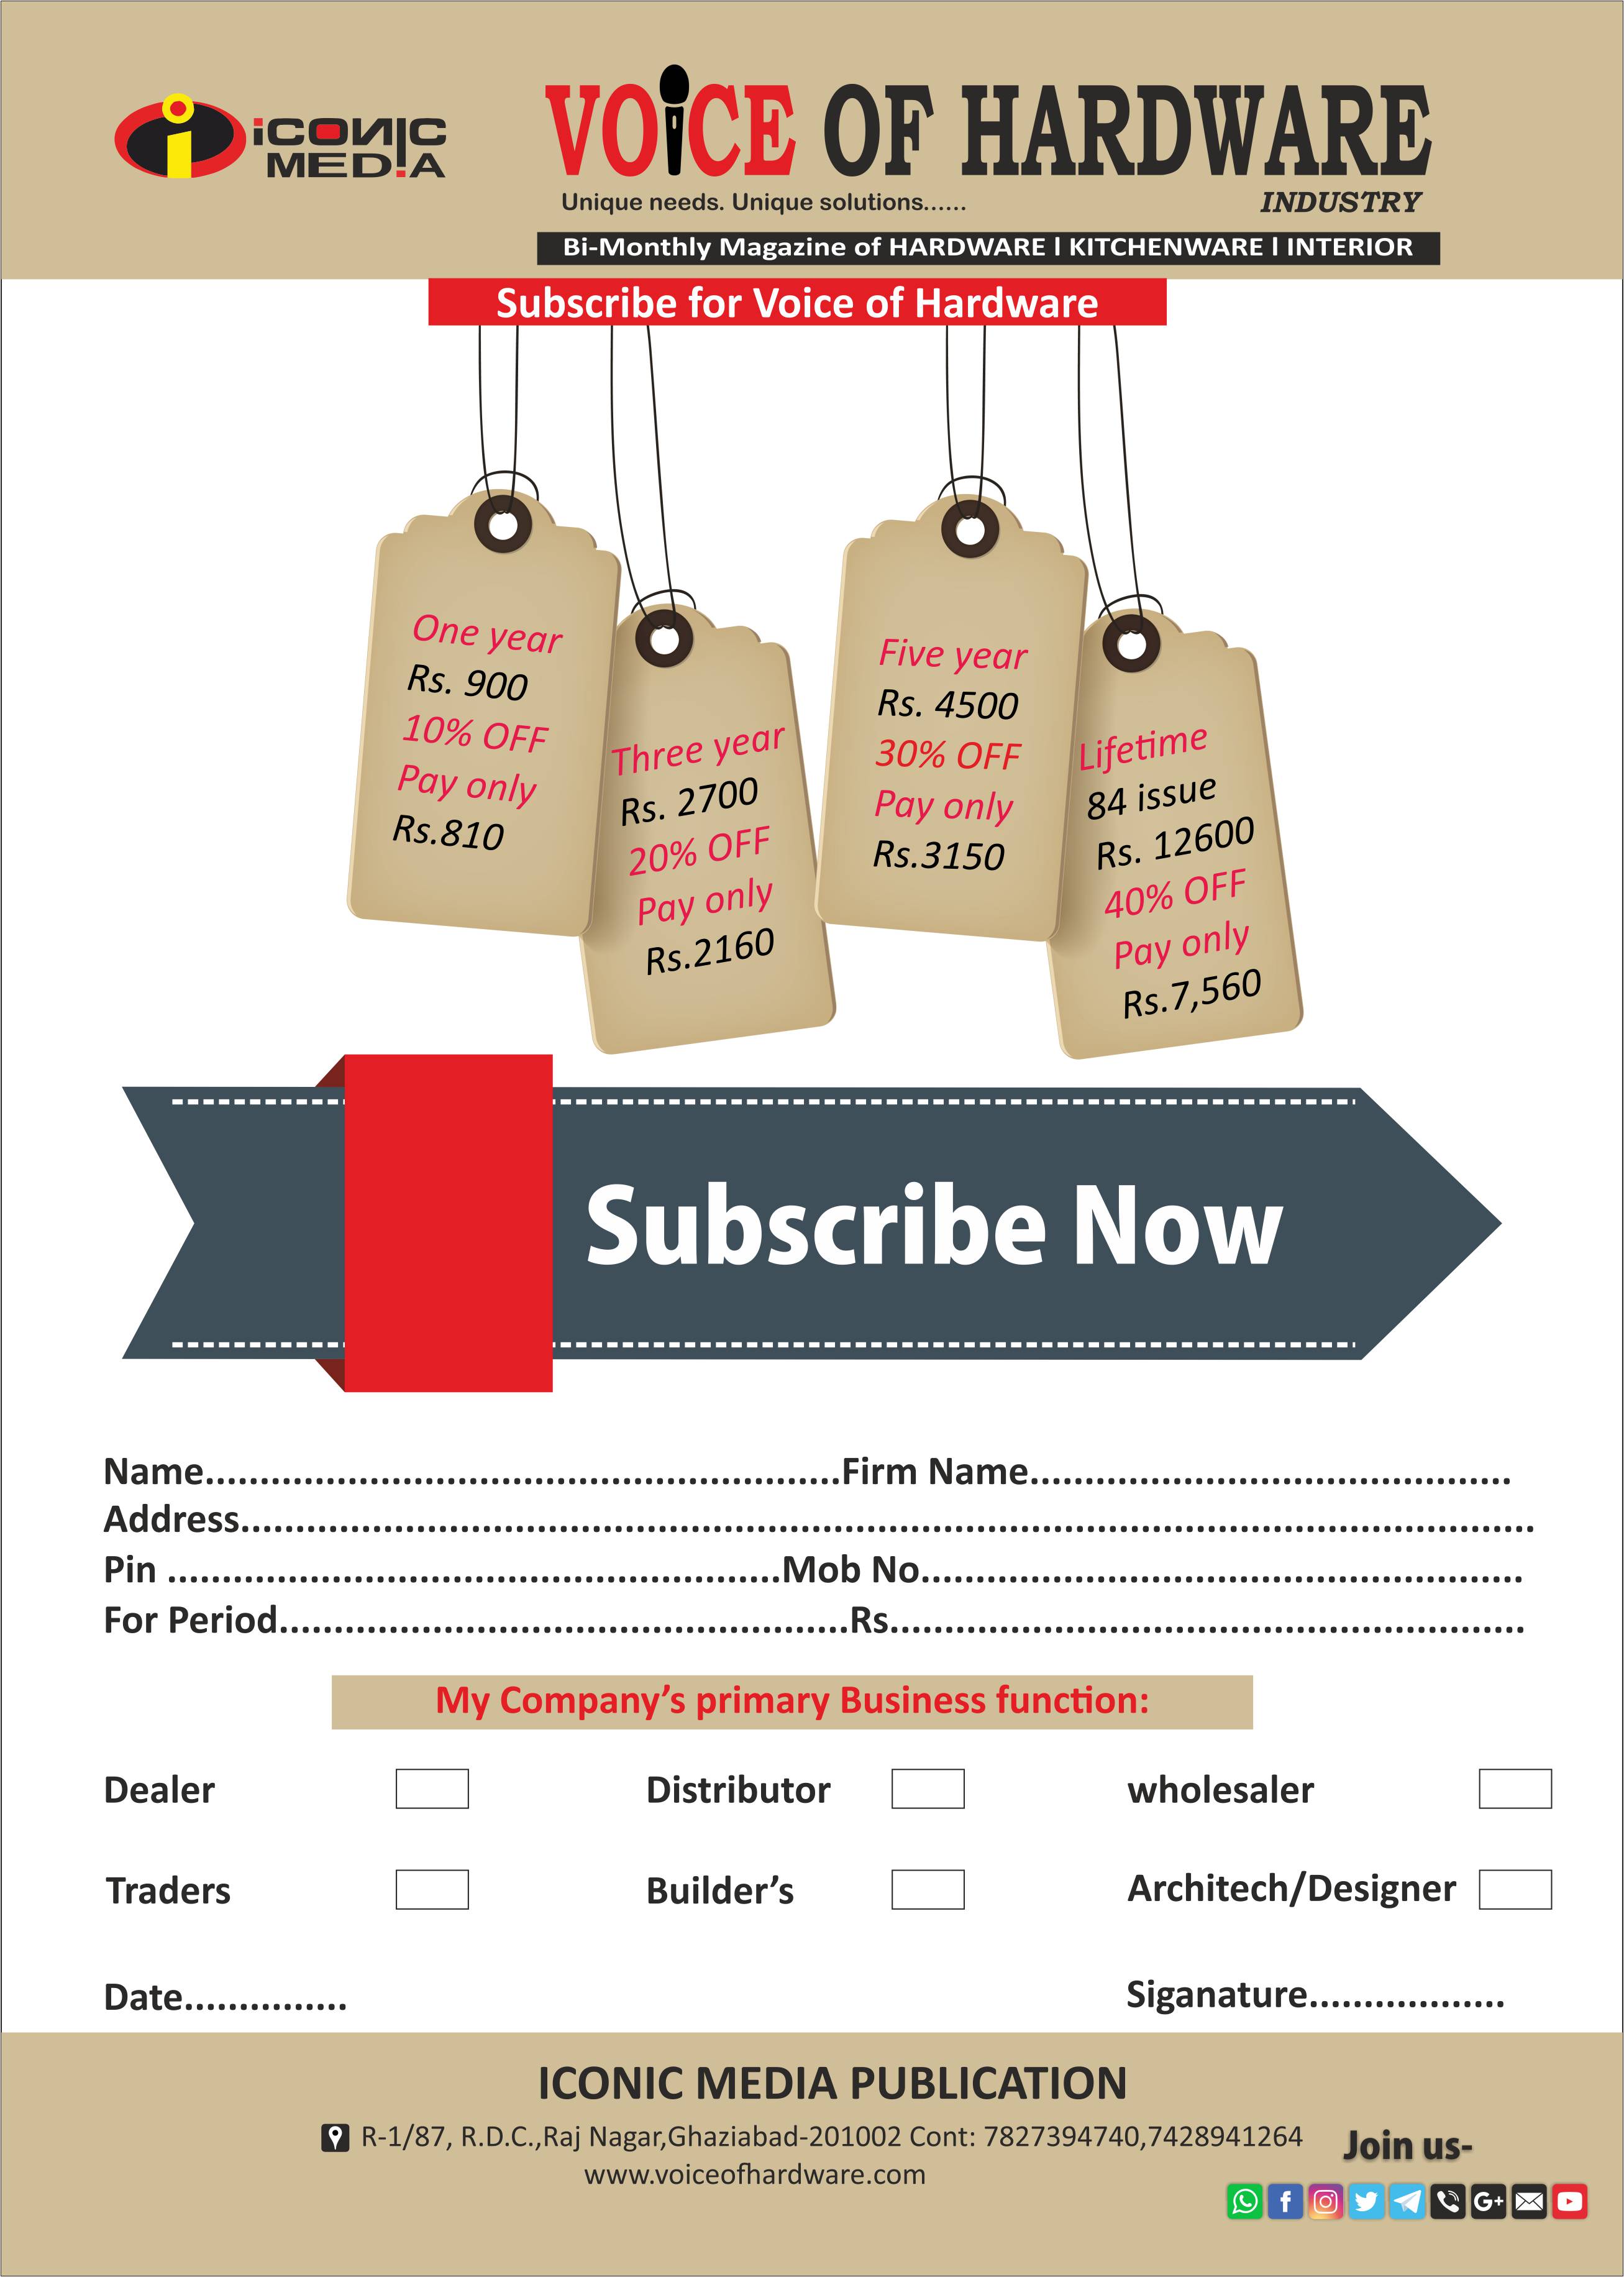 iCONIC
MEDiA
VOiCE OF HARDWARE
Unique needs. Unique solutions......
INDUSTRY
Bi-Monthly Magazine of HARDWARE l KITCHENWARE l INTERIOR
Subscribe for Voice of Hardware
One year
Rs. 900
10% OFF
Pay only
Rs.810
Three year
Rs. 2700
20% OFF
Pay only
Rs.2160
Five year
Rs. 4500
30% OFF
Pay only
Rs.3150
Lifetime
84 issue
Rs. 12600
40% OFF
Pay only
Rs.7,560
Subscribe Now
Name..........................................................Firm Name............................................
Address......................................................................................................................
Pin ........................................................Mob No.......................................................
For Period....................................................Rs..........................................................
My Company's primary Business function:
Dealer Distributor wholesaler
Traders Builder's Architech/Designer
Date............... Siganature..................
ICONIC MEDIA PUBLICATION
R-1/87, R.D.C.,Raj Nagar,Ghaziabad-201002 Cont: 7827394740,7428941264
www.voiceofhardware.com
Join us-